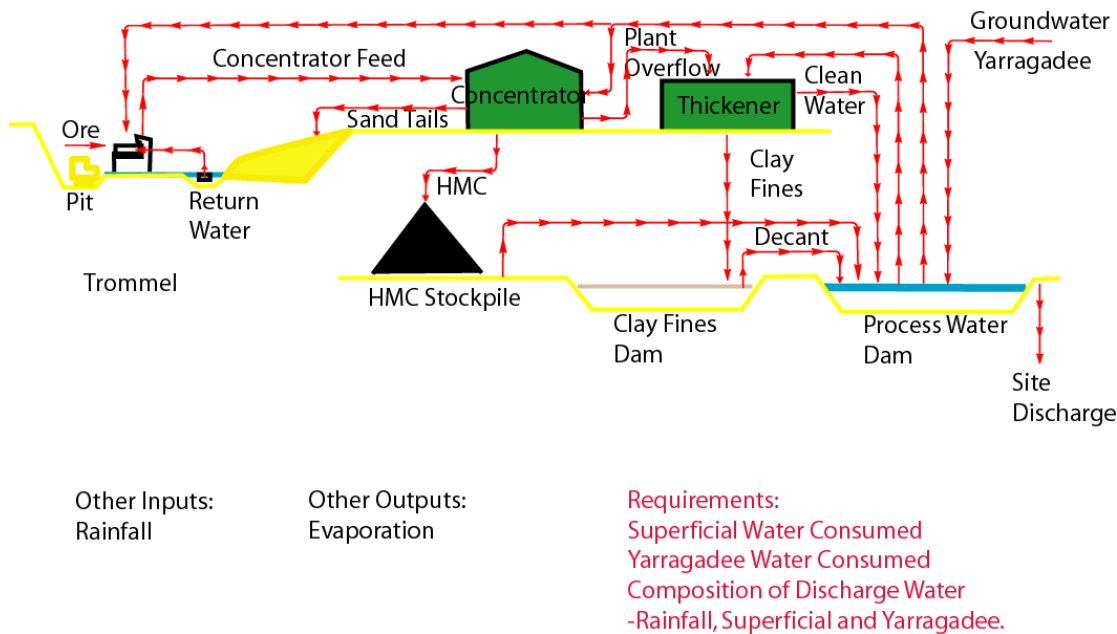 Groundwater
Yarragadee
Plant
Overflow
Concentrator Feed
Clean
Water
Concentrator
Thickener
Sand Tails
Ore
Pit
Return
Water
HMC
Clay
Fines
Decant
Trommel
HMC Stockpile
Clay Fines
Dam
Process Water
Dam
Site
Discharge
Other Inputs:
Rainfall
Other Outputs:
Evaporation
Requirements:
Superficial Water Consumed
Yarragadee Water Consumed
Composition of Discharge Water
-Rainfall, Superficial and Yarragadee.